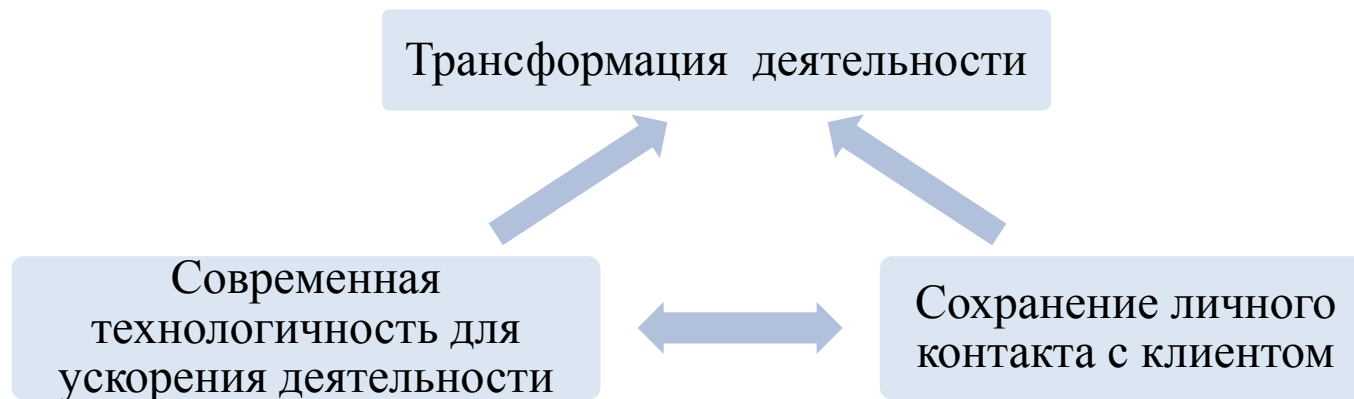 Трансформация деятельности
Современная
технологичность для
ускорения деятельности
Сохранение личного
контакта с клиентом